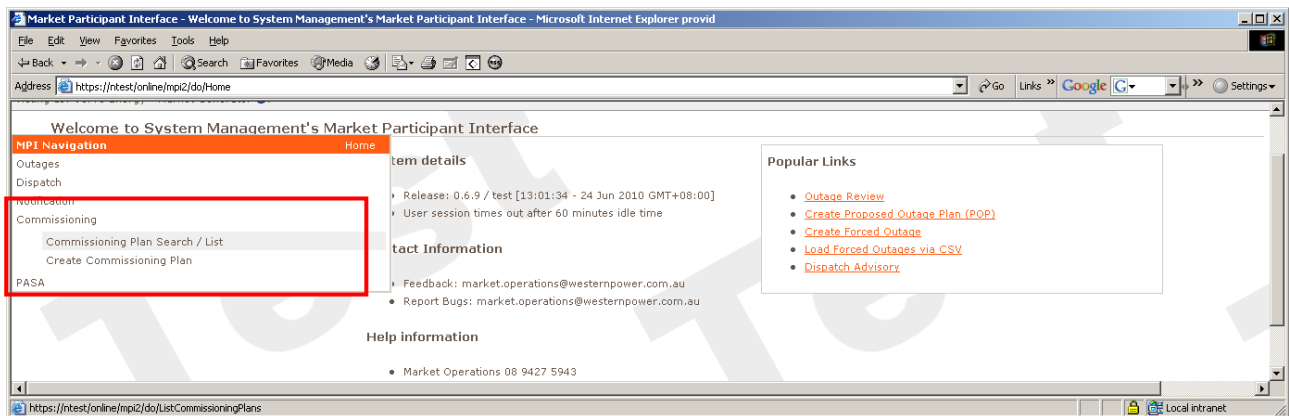 Market Participant Interface - Welcome to System Management's Market Participant Interface - Microsoft Internet Explorer provid
File Edit View Favorites Tools Help
Back Search Favorites Media
Address https://ntest/online/mpi2/do/Home Go Links » Google G » Settings
Welcome to System Management's Market Participant Interface
MPI Navigation Home
Outages
Dispatch
Notification
Commissioning
Commissioning Plan Search / List
Create Commissioning Plan
PASA
tem details
Release: 0.6.9 / test [13:01:34 - 24 Jun 2010 GMT+08:00]
User session times out after 60 minutes idle time
tact Information
Feedback: market.operations@westernpower.com.au
Report Bugs: market.operations@westernpower.com.au
Help information
Market Operations 08 9427 5943
Popular Links
Outage Review
Create Proposed Outage Plan (POP)
Create Forced Outage
Load Forced Outages via CSV
Dispatch Advisory
Test
Test
https://ntest/online/mpi2/do/ListCommissioningPlans Local intranet